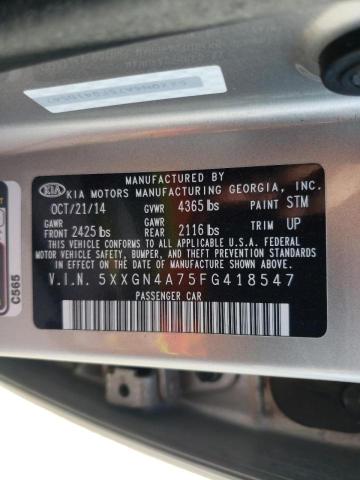 MANUFACTURED BY
KIA KIA MOTORS MANUFACTURING GEORGIA, INC.
OCT/21/14 GVWR 4365 lbs PAINT STM
GAWR GAWR TRIM UP
FRONT 2425 lbs REAR 2116 lbs
THIS VEHICLE CONFORMS TO ALL APPLICABLE U.S.A. FEDERAL
MOTOR VEHICLE SAFETY, BUMPER, AND THEFT PREVENTION STANDARDS
IN EFFECT ON THE DATE OF MANUFACTURE SHOWN ABOVE.
V.I.N. 5XXGN4A75FG418547
PASSENGER CAR
C565